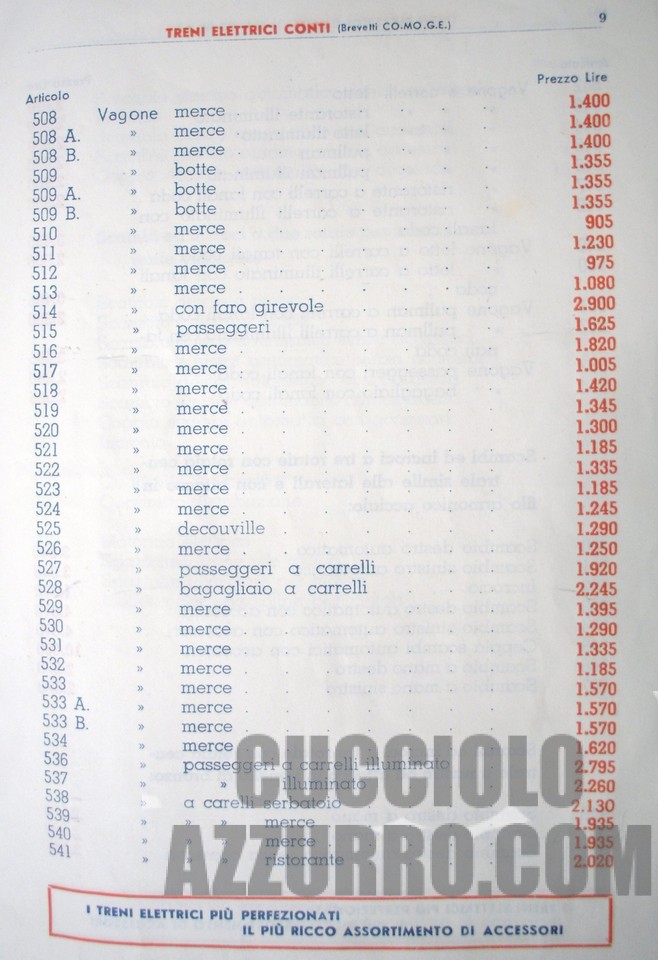 TRENI ELETTRICI CONTI (Brevetti CO.MO.G.E.) 9
Articolo Prezzo Lire
508 Vagone merce 1.400
508 A. » merce 1.400
508 B. » merce 1.400
509 » botte 1.355
509 A. » botte 1.355
509 B. » botte 1.355
510 » merce 905
511 » merce 1.230
512 » merce 975
513 » merce 1.080
514 » con faro girevole 2.900
515 » passeggeri 1.625
516 » merce 1.820
517 » merce 1.005
518 » merce 1.420
519 » merce 1.345
520 » merce 1.300
521 » merce 1.185
522 » merce 1.335
523 » merce 1.185
524 » merce 1.245
525 » decouville 1.290
526 » merce 1.250
527 » passeggeri a carrelli 1.920
528 » bagagliaio a carrelli 2.245
529 » merce 1.395
530 » merce 1.290
531 » merce 1.335
532 » merce 1.185
533 » merce 1.570
533 A. » merce 1.570
533 B. » merce 1.570
534 » merce 1.620
536 » passeggeri a carrelli illuminato 2.795
537 » » illuminato 2.260
538 » a carelli serbatoio 2.130
539 » » » merce 1.935
540 » » » merce 1.935
541 » » » ristorante 2.020
CUCCIOLO
AZZURRO.COM
I TRENI ELETTRICI PIÙ PERFEZIONATI
IL PIÙ RICCO ASSORTIMENTO DI ACCESSORI